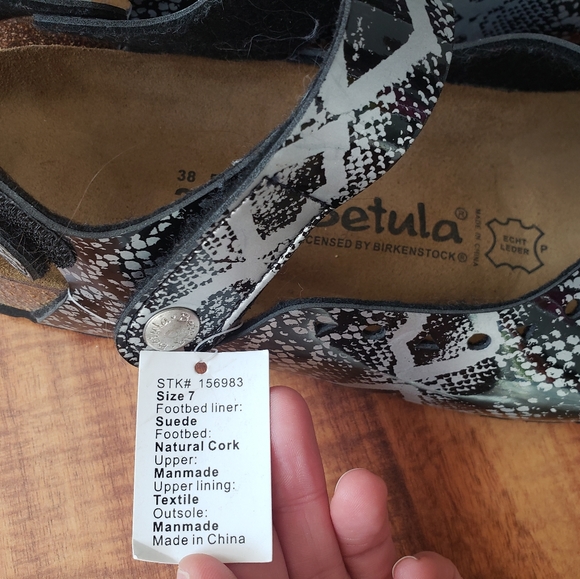 38
Betula®
LICENSED BY BIRKENSTOCK®
MADE IN CHINA
ECHT
LEDER
P
STK# 156983
Size 7
Footbed liner:
Suede
Footbed:
Natural Cork
Upper:
Manmade
Upper lining:
Textile
Outsole:
Manmade
Made in China